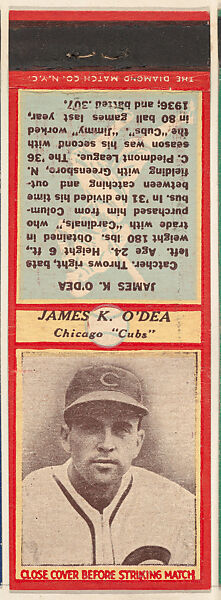 THE DIAMOND MATCH CO. N.Y.C.
JAMES K. O'DEA
Catcher. Throws right, bats
left. Age 24. Height 6 ft.,
weight 180 lbs. Obtained in
trade with "Cardinals," who
purchased him from Colum-
bus. In '31 he divided his time
between catching and out-
fielding with Greensboro, N.
C. Piedmont League. The '36
season was his second with
the "Cubs." "Jimmy" worked
in 80 ball games last year,
1936, and batted .307.
JAMES K. O'DEA
Chicago "Cubs"
C
CLOSE COVER BEFORE STRIKING MATCH